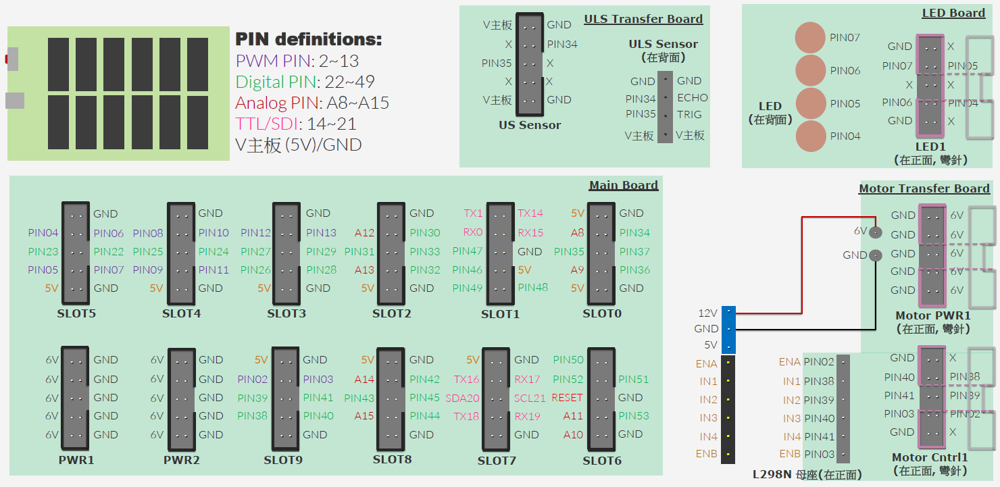 PIN definitions:
PWM PIN: 2~13
Digital PIN: 22~49
Analog PIN: A8~A15
TTL/SDI: 14~21
V主板 (5V)/GND
ULS Transfer Board
V主板 GND
X PIN34
PIN35 X
X X
V主板 GND
US Sensor
ULS Sensor
(在背面)
GND GND
PIN34 ECHO
PIN35 TRIG
V主板 V主板
LED Board
PIN07
PIN06
PIN05
PIN04
LED
(在背面)
GND X
PIN07 PIN05
X X
PIN06 PIN04
GND X
LED1
(在正面, 彎針)
Main Board
GND
PIN04 PIN06
PIN23 PIN22
PIN05 PIN07
5V GND
SLOT5
GND
PIN08 PIN10
PIN25 PIN24
PIN09 PIN11
5V GND
SLOT4
GND
PIN12 PIN13
PIN27 PIN29
PIN26 PIN28
5V GND
SLOT3
GND
A12 PIN30
PIN31 PIN33
A13 PIN32
5V GND
SLOT2
TX1 TX14
RX0 RX15
PIN47 GND
PIN46 5V
PIN49 PIN48
SLOT1
5V GND
A8 PIN34
PIN35 PIN37
A9 PIN36
5V GND
SLOT0
6V GND
6V GND
6V GND
6V GND
6V GND
PWR1
6V GND
6V GND
6V GND
6V GND
6V GND
PWR2
5V GND
PIN02 PIN03
PIN39 PIN41
PIN38 PIN40
GND
SLOT9
5V GND
A14 PIN42
PIN43 PIN45
A15 PIN44
GND
SLOT8
5V GND
TX16 RX17
SDA20 SCL21
TX18 RX19
GND
SLOT7
PIN50
PIN52 PIN51
RESET GND
A11 PIN53
A10 GND
SLOT6
Motor Transfer Board
6V
GND
GND 6V
GND 6V
GND 6V
GND 6V
GND 6V
Motor PWR1
(在正面, 彎針)
12V
GND
5V
ENA
IN1
IN2
IN3
IN4
ENB
ENA PIN02
IN1 PIN38
IN2 PIN39
IN3 PIN40
IN4 PIN41
ENB PIN03
L298N 母座(在正面)
GND X
PIN40 PIN38
PIN41 PIN39
PIN03 PIN02
GND X
Motor Cntrl1
(在正面, 彎針)